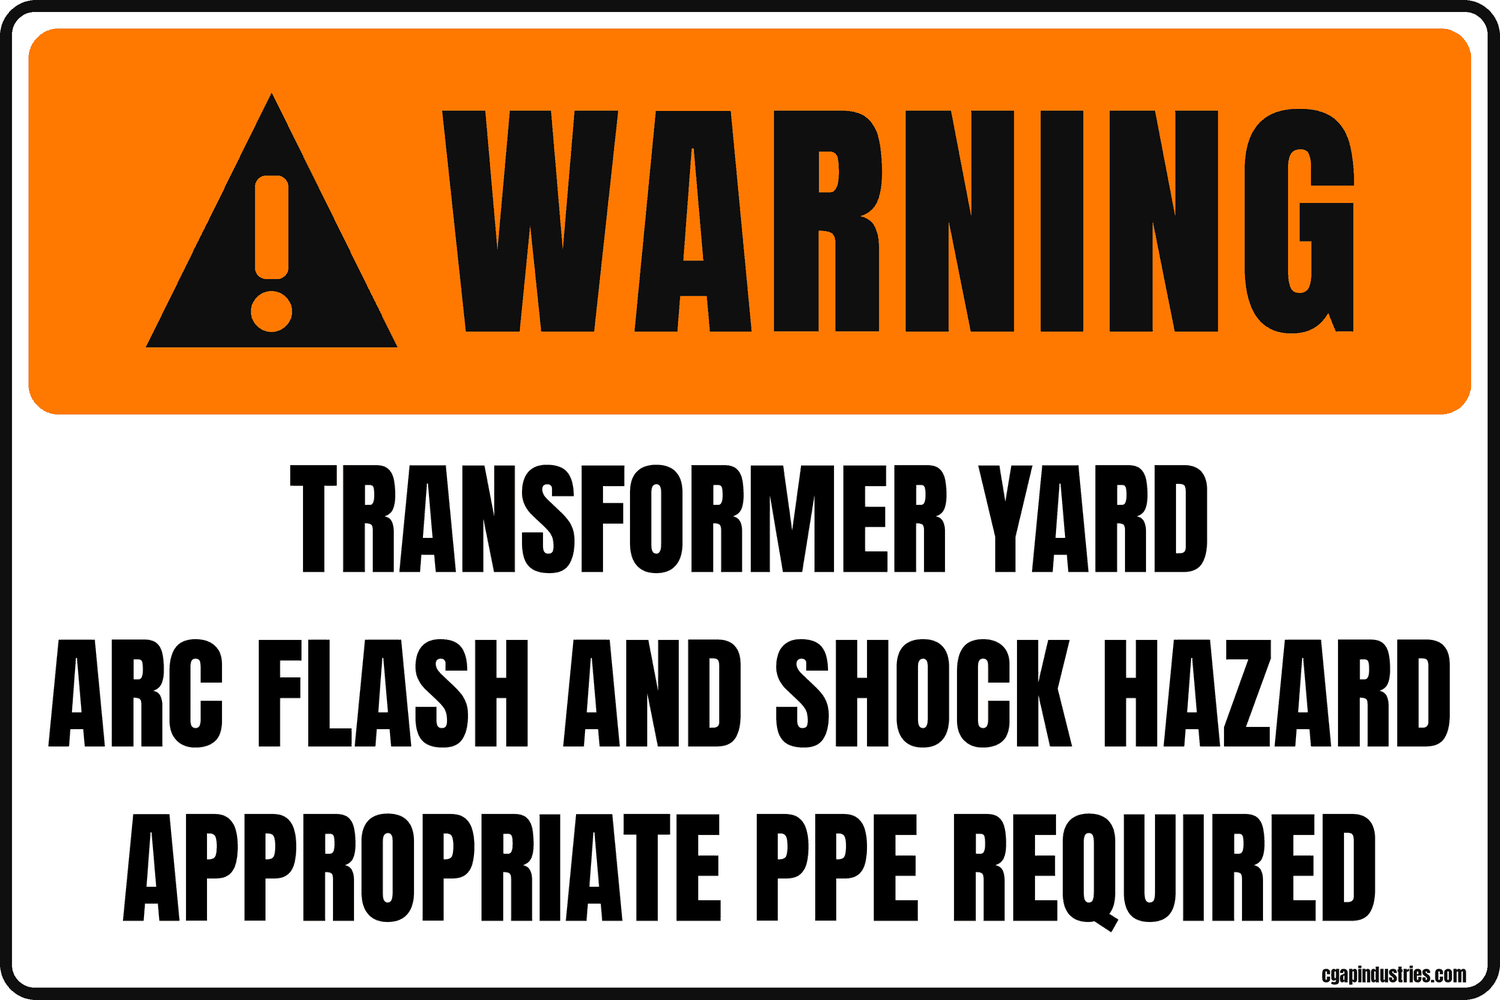 WARNING
TRANSFORMER YARD
ARC FLASH AND SHOCK HAZARD
APPROPRIATE PPE REQUIRED
cgapindustries.com